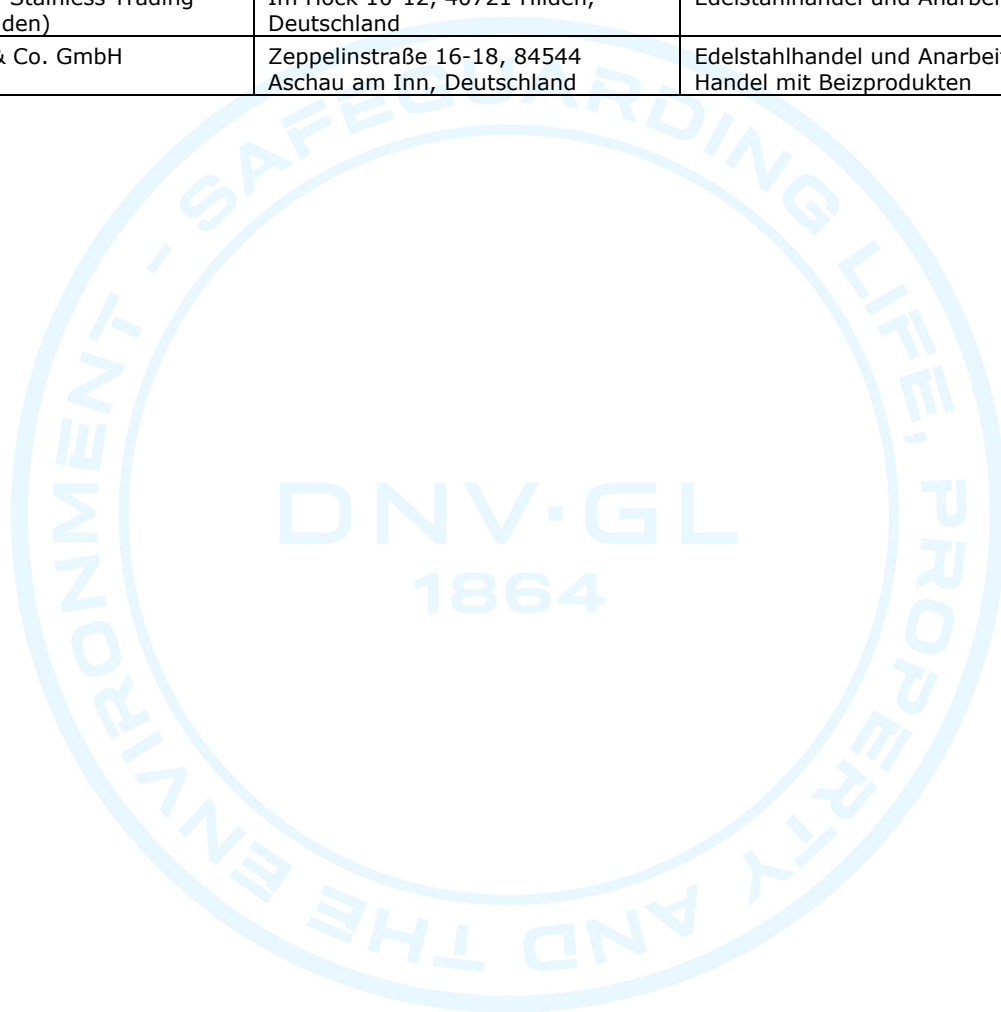 Stainless Trading Im Hock 10-12, 40721 Hilden, Edelstahlhandel und Anarbei
den) Deutschland
& Co. GmbH Zeppelinstraße 16-18, 84544 Edelstahlhandel und Anarbei
Aschau am Inn, Deutschland Handel mit Beizprodukten
SAFEGUARDING LIFE, PROPERTY AND THE ENVIRONMENT -
DNV·GL
1864